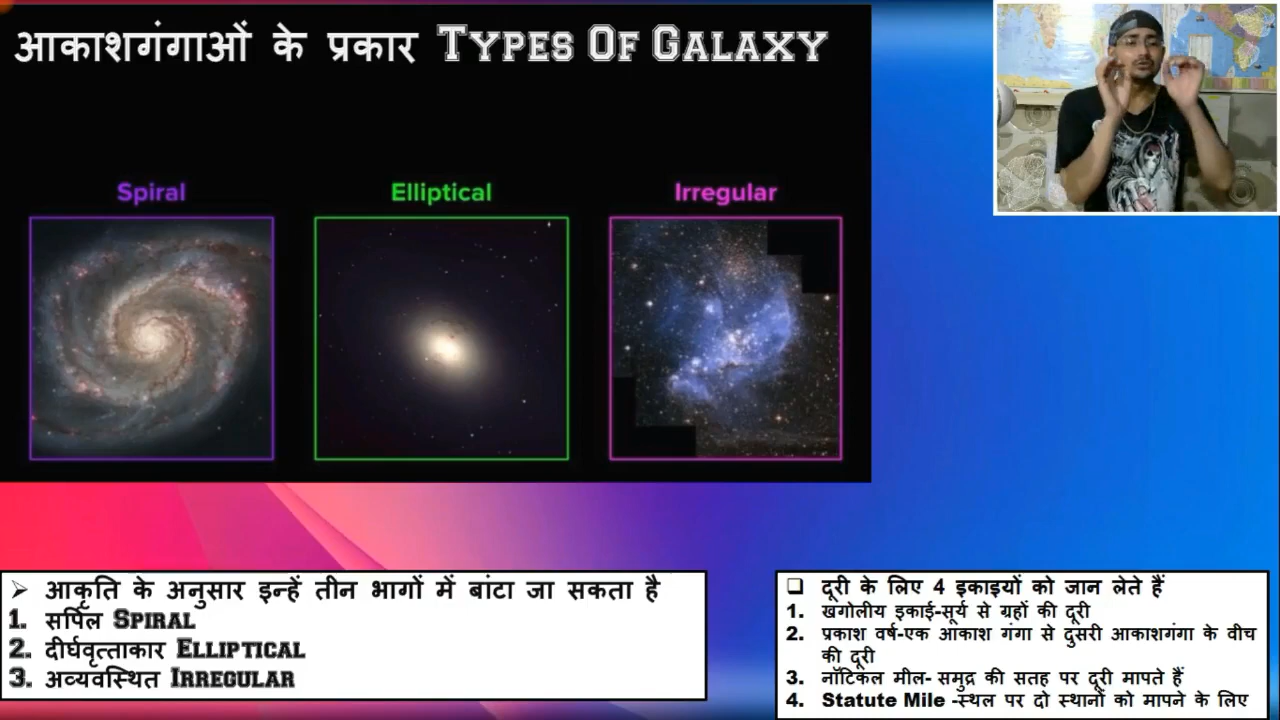 आकाशगंगाओं के प्रकार Types Of Galaxy
Spiral
Elliptical
Irregular
➢ आकृति के अनुसार इन्हें तीन भागों में बांटा जा सकता है
1. सर्पिल Spiral
2. दीर्घवृत्ताकार Elliptical
3. अव्यवस्थित Irregular
❑ दूरी के लिए 4 इकाइयों को जान लेते हैं
1. खगोलीय इकाई-सूर्य से ग्रहों की दूरी
2. प्रकाश वर्ष-एक आकाश गंगा से दुसरी आकाशगंगा के वीच
की दूरी
3. नॉटिकल मील- समुद्र की सतह पर दूरी मापते हैं
4. Statute Mile -स्थल पर दो स्थानों को मापने के लिए